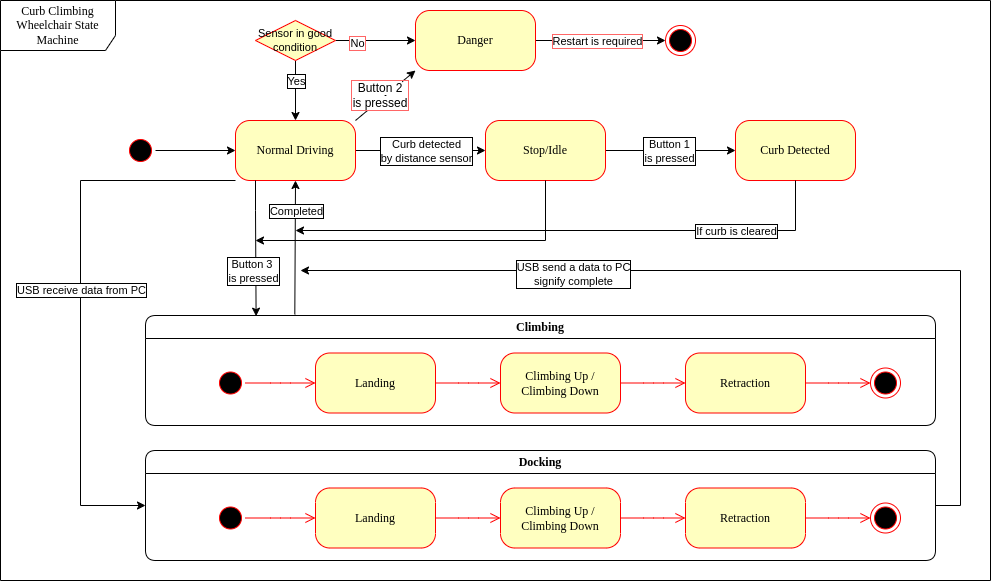 Curb Climbing
Wheelchair State
Machine
Sensor in good
condition
No
Danger
Restart is required
Yes
Button 2
is pressed
Normal Driving
Curb detected
by distance sensor
Stop/Idle
Button 1
is pressed
Curb Detected
Completed
If curb is cleared
Button 3
is pressed
USB send a data to PC
signify complete
USB receive data from PC
Climbing
Landing
Climbing Up /
Climbing Down
Retraction
Docking
Landing
Climbing Up /
Climbing Down
Retraction